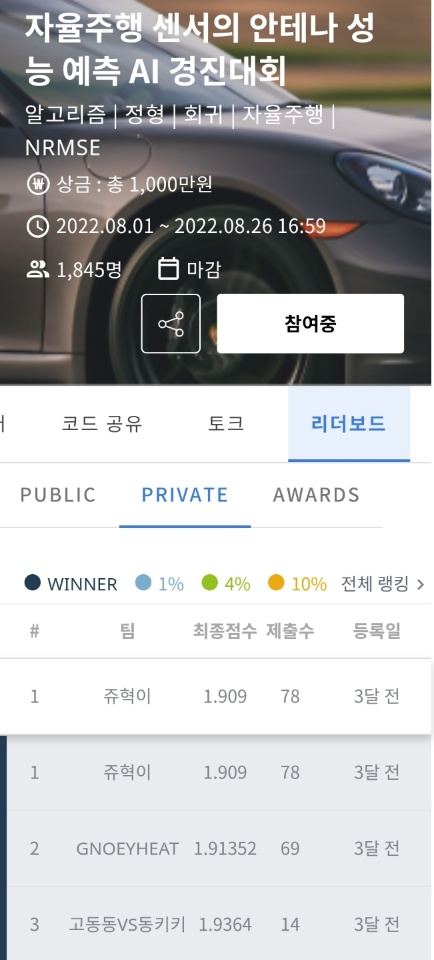 자율주행 센서의 안테나 성
능 예측 AI 경진대회
알고리즘 | 정형 | 회귀 | 자율주행 |
NRMSE
₩ 상금 : 총 1,000만원
2022.08.01 ~ 2022.08.26 16:59
1,845명 마감
참여중
코드 공유 토크 리더보드
PUBLIC PRIVATE AWARDS
WINNER 1% 4% 10% 전체 랭킹 >
# 팀 최종점수 제출수 등록일
1 쥬혁이 1.909 78 3달 전
1 쥬혁이 1.909 78 3달 전
2 GNOEYHEAT 1.91352 69 3달 전
3 고동동VS동키키 1.9364 14 3달 전